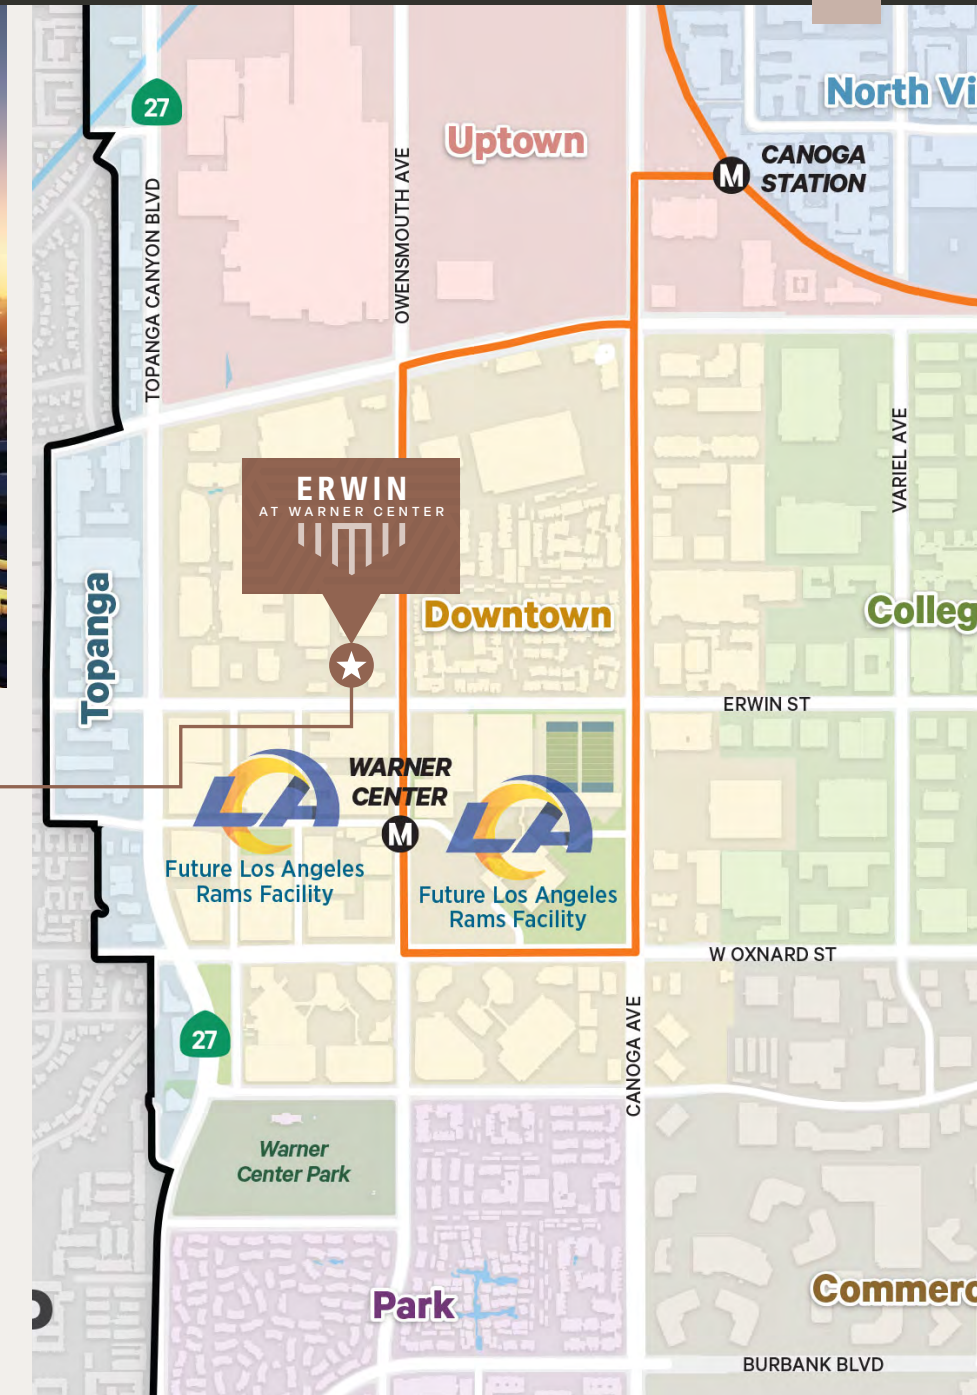 27
North Vi
Uptown
CANOGA
STATION
M
TOPANGA CANYON BLVD
OWENSMOUTH AVE
VARIEL AVE
ERWIN
AT WARNER CENTER
Topanga
Downtown
Colleg
ERWIN ST
WARNER
CENTER
M
LA
LA
Future Los Angeles
Rams Facility
Future Los Angeles
Rams Facility
W OXNARD ST
CANOGA AVE
27
Warner
Center Park
Park
Commerc
BURBANK BLVD